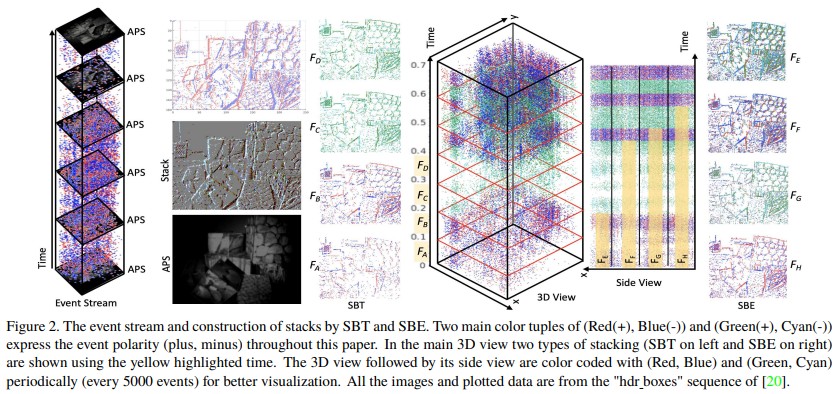 Time
APS
APS
APS
APS
APS
APS
Event Stream
Stack
APS
F_D
F_C
F_B
F_A
SBT
Time
Y
0.7
0.6
0.5
0.4
0.3
0.2
0.1
0
F_D
F_C
F_B
F_A
X
3D View
Time
X
F_E
F_F
F_G
F_H
Side View
F_E
F_F
F_G
F_H
SBE
Figure 2. The event stream and construction of stacks by SBT and SBE. Two main color tuples of (Red(+), Blue(-)) and (Green(+), Cyan(-))
express the event polarity (plus, minus) throughout this paper. In the main 3D view two types of stacking (SBT on left and SBE on right)
are shown using the yellow highlighted time. The 3D view followed by its side view are color coded with (Red, Blue) and (Green, Cyan)
periodically (every 5000 events) for better visualization. All the images and plotted data are from the "hdr_boxes" sequence of [20].